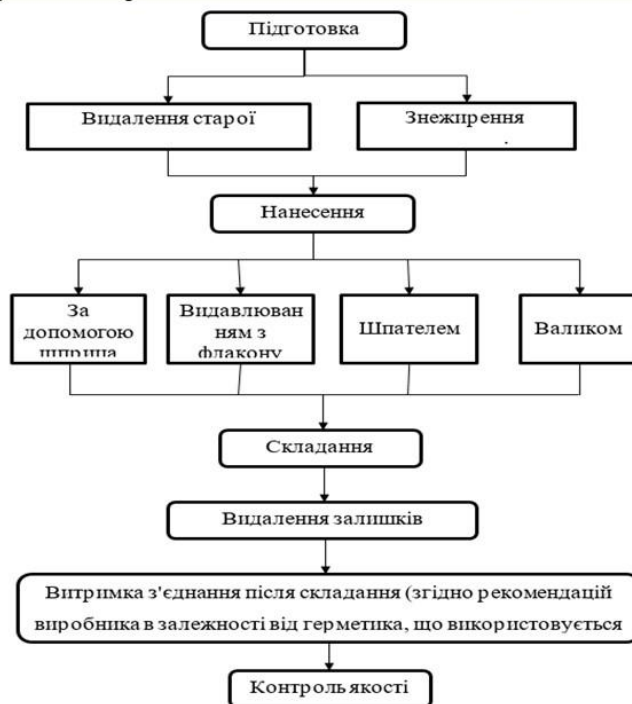 Підготовка
Видалення старої
Знежирення
Нанесення
За
допомогою
шприца
Видавлюван
ням з
флакону
Шпателем
Валиком
Складання
Видалення залишків
Витримка з'єднання після складання (згідно рекомендацій
виробника в залежності від герметика, що використовується
Контроль якості